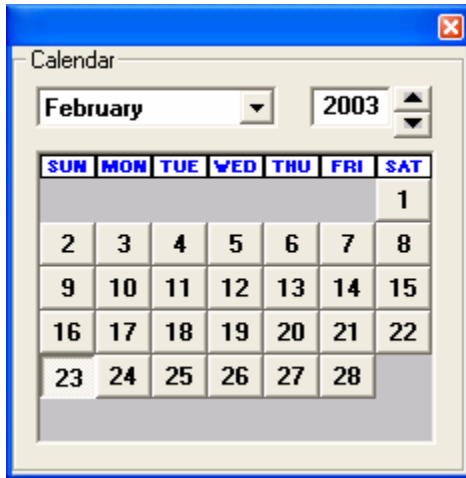 Calendar
February 2003
SUN MON TUE WED THU FRI SAT
1
2 3 4 5 6 7 8
9 10 11 12 13 14 15
16 17 18 19 20 21 22
23 24 25 26 27 28